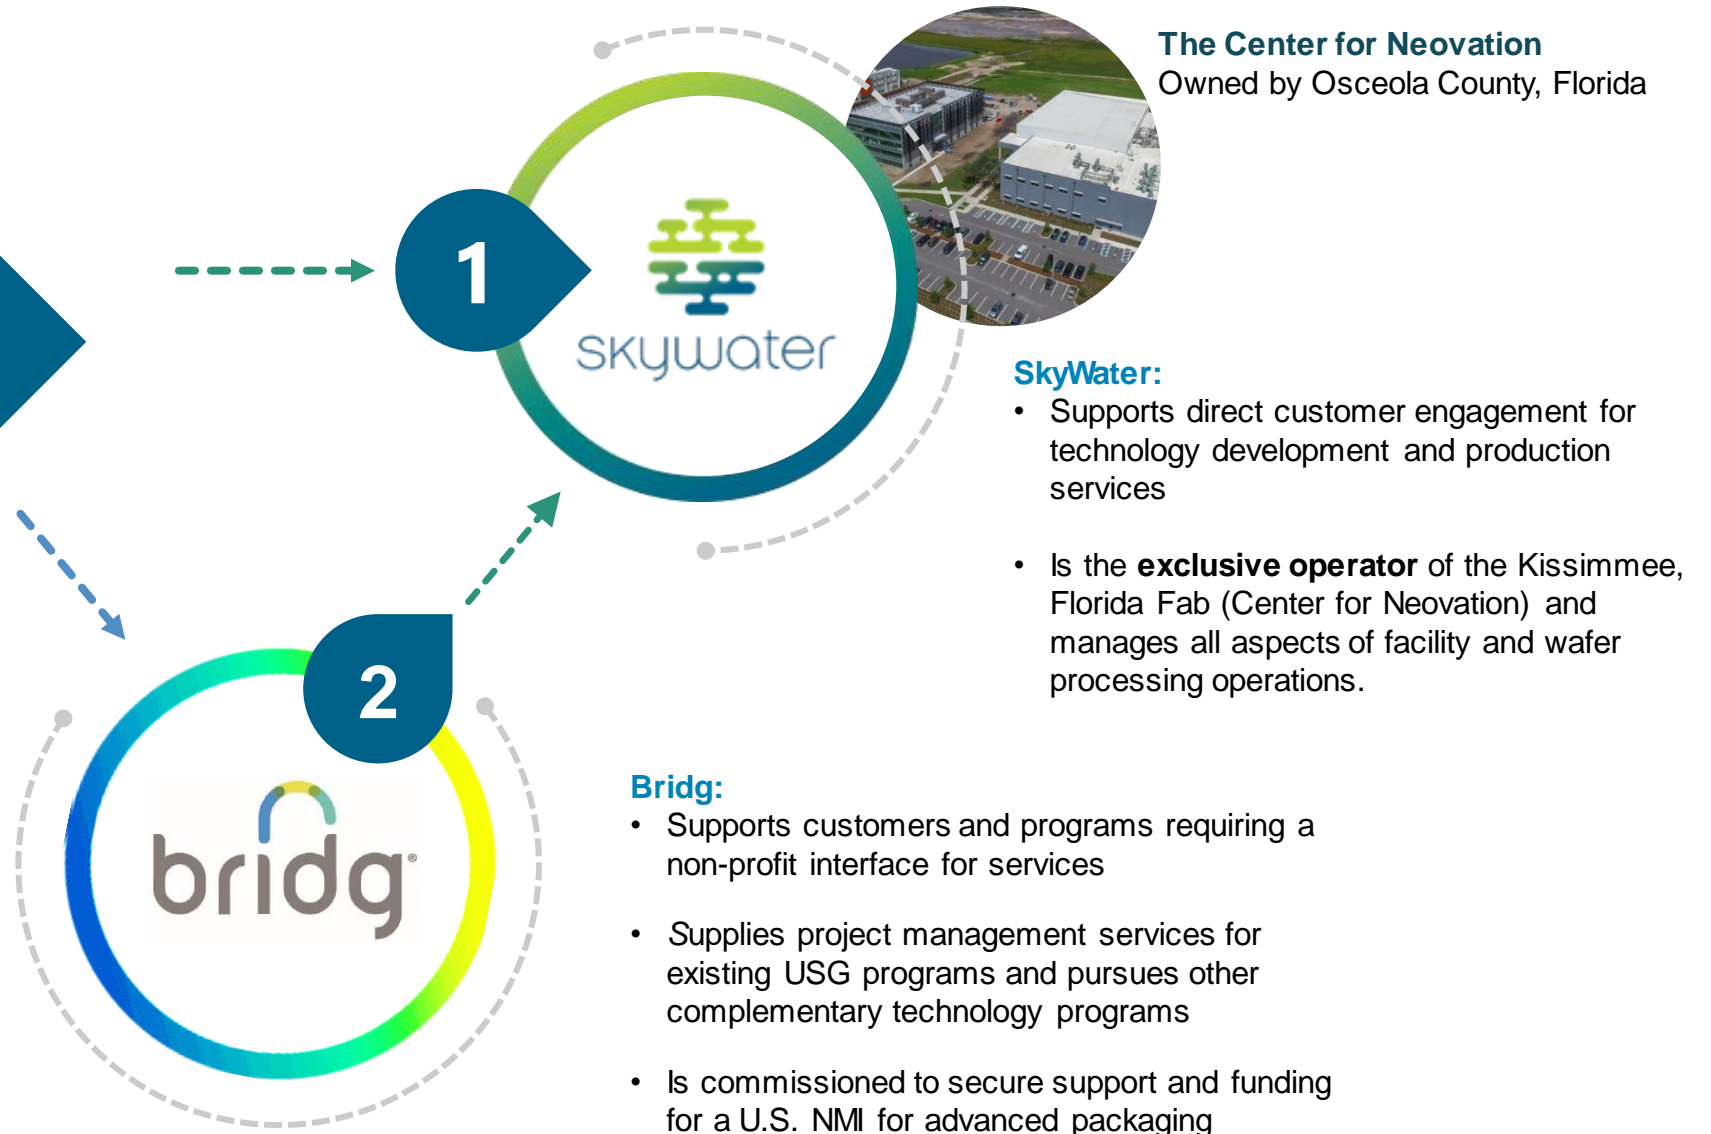 The Center for Neovation
Owned by Osceola County, Florida
1
skywater
SkyWater:
• Supports direct customer engagement for
technology development and production
services
• Is the exclusive operator of the Kissimmee,
Florida Fab (Center for Neovation) and
manages all aspects of facility and wafer
processing operations.
2
bridg®
Bridg:
• Supports customers and programs requiring a
non-profit interface for services
• Supplies project management services for
existing USG programs and pursues other
complementary technology programs
• Is commissioned to secure support and funding
for a U.S. NMI for advanced packaging